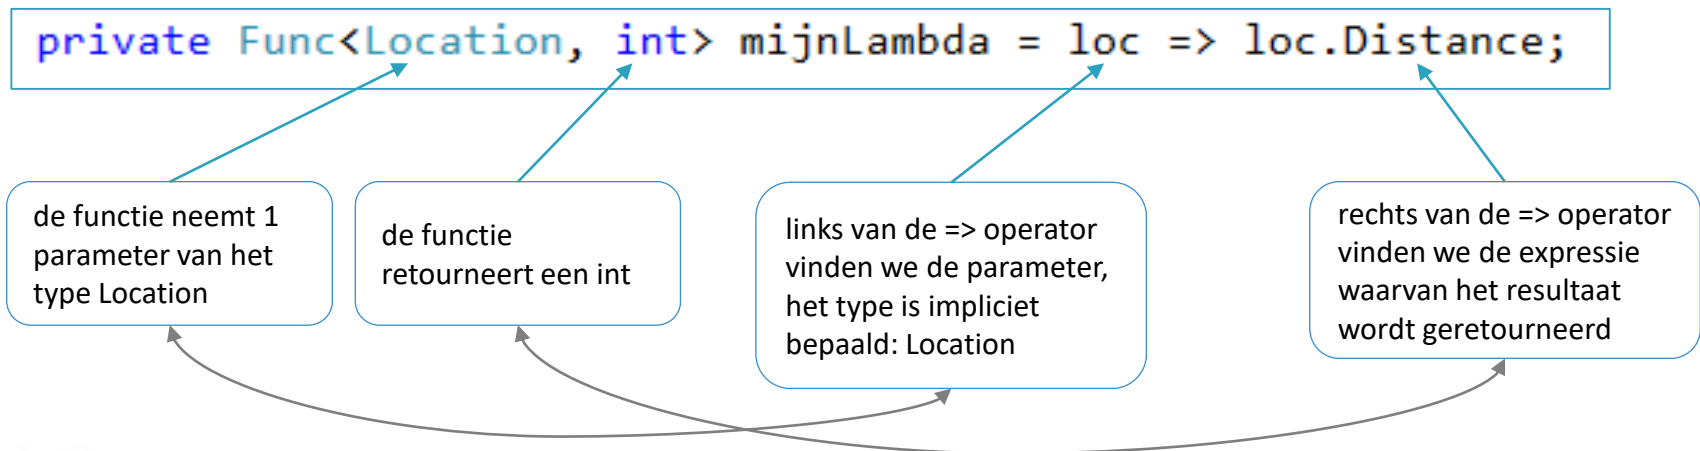 private Func<Location, int> mijnLambda = loc => loc.Distance;
de functie neemt 1
parameter van het
type Location
de functie
retourneert een int
links van de => operator
vinden we de parameter,
het type is impliciet
bepaald: Location
rechts van de => operator
vinden we de expressie
waarvan het resultaat
wordt geretourneerd